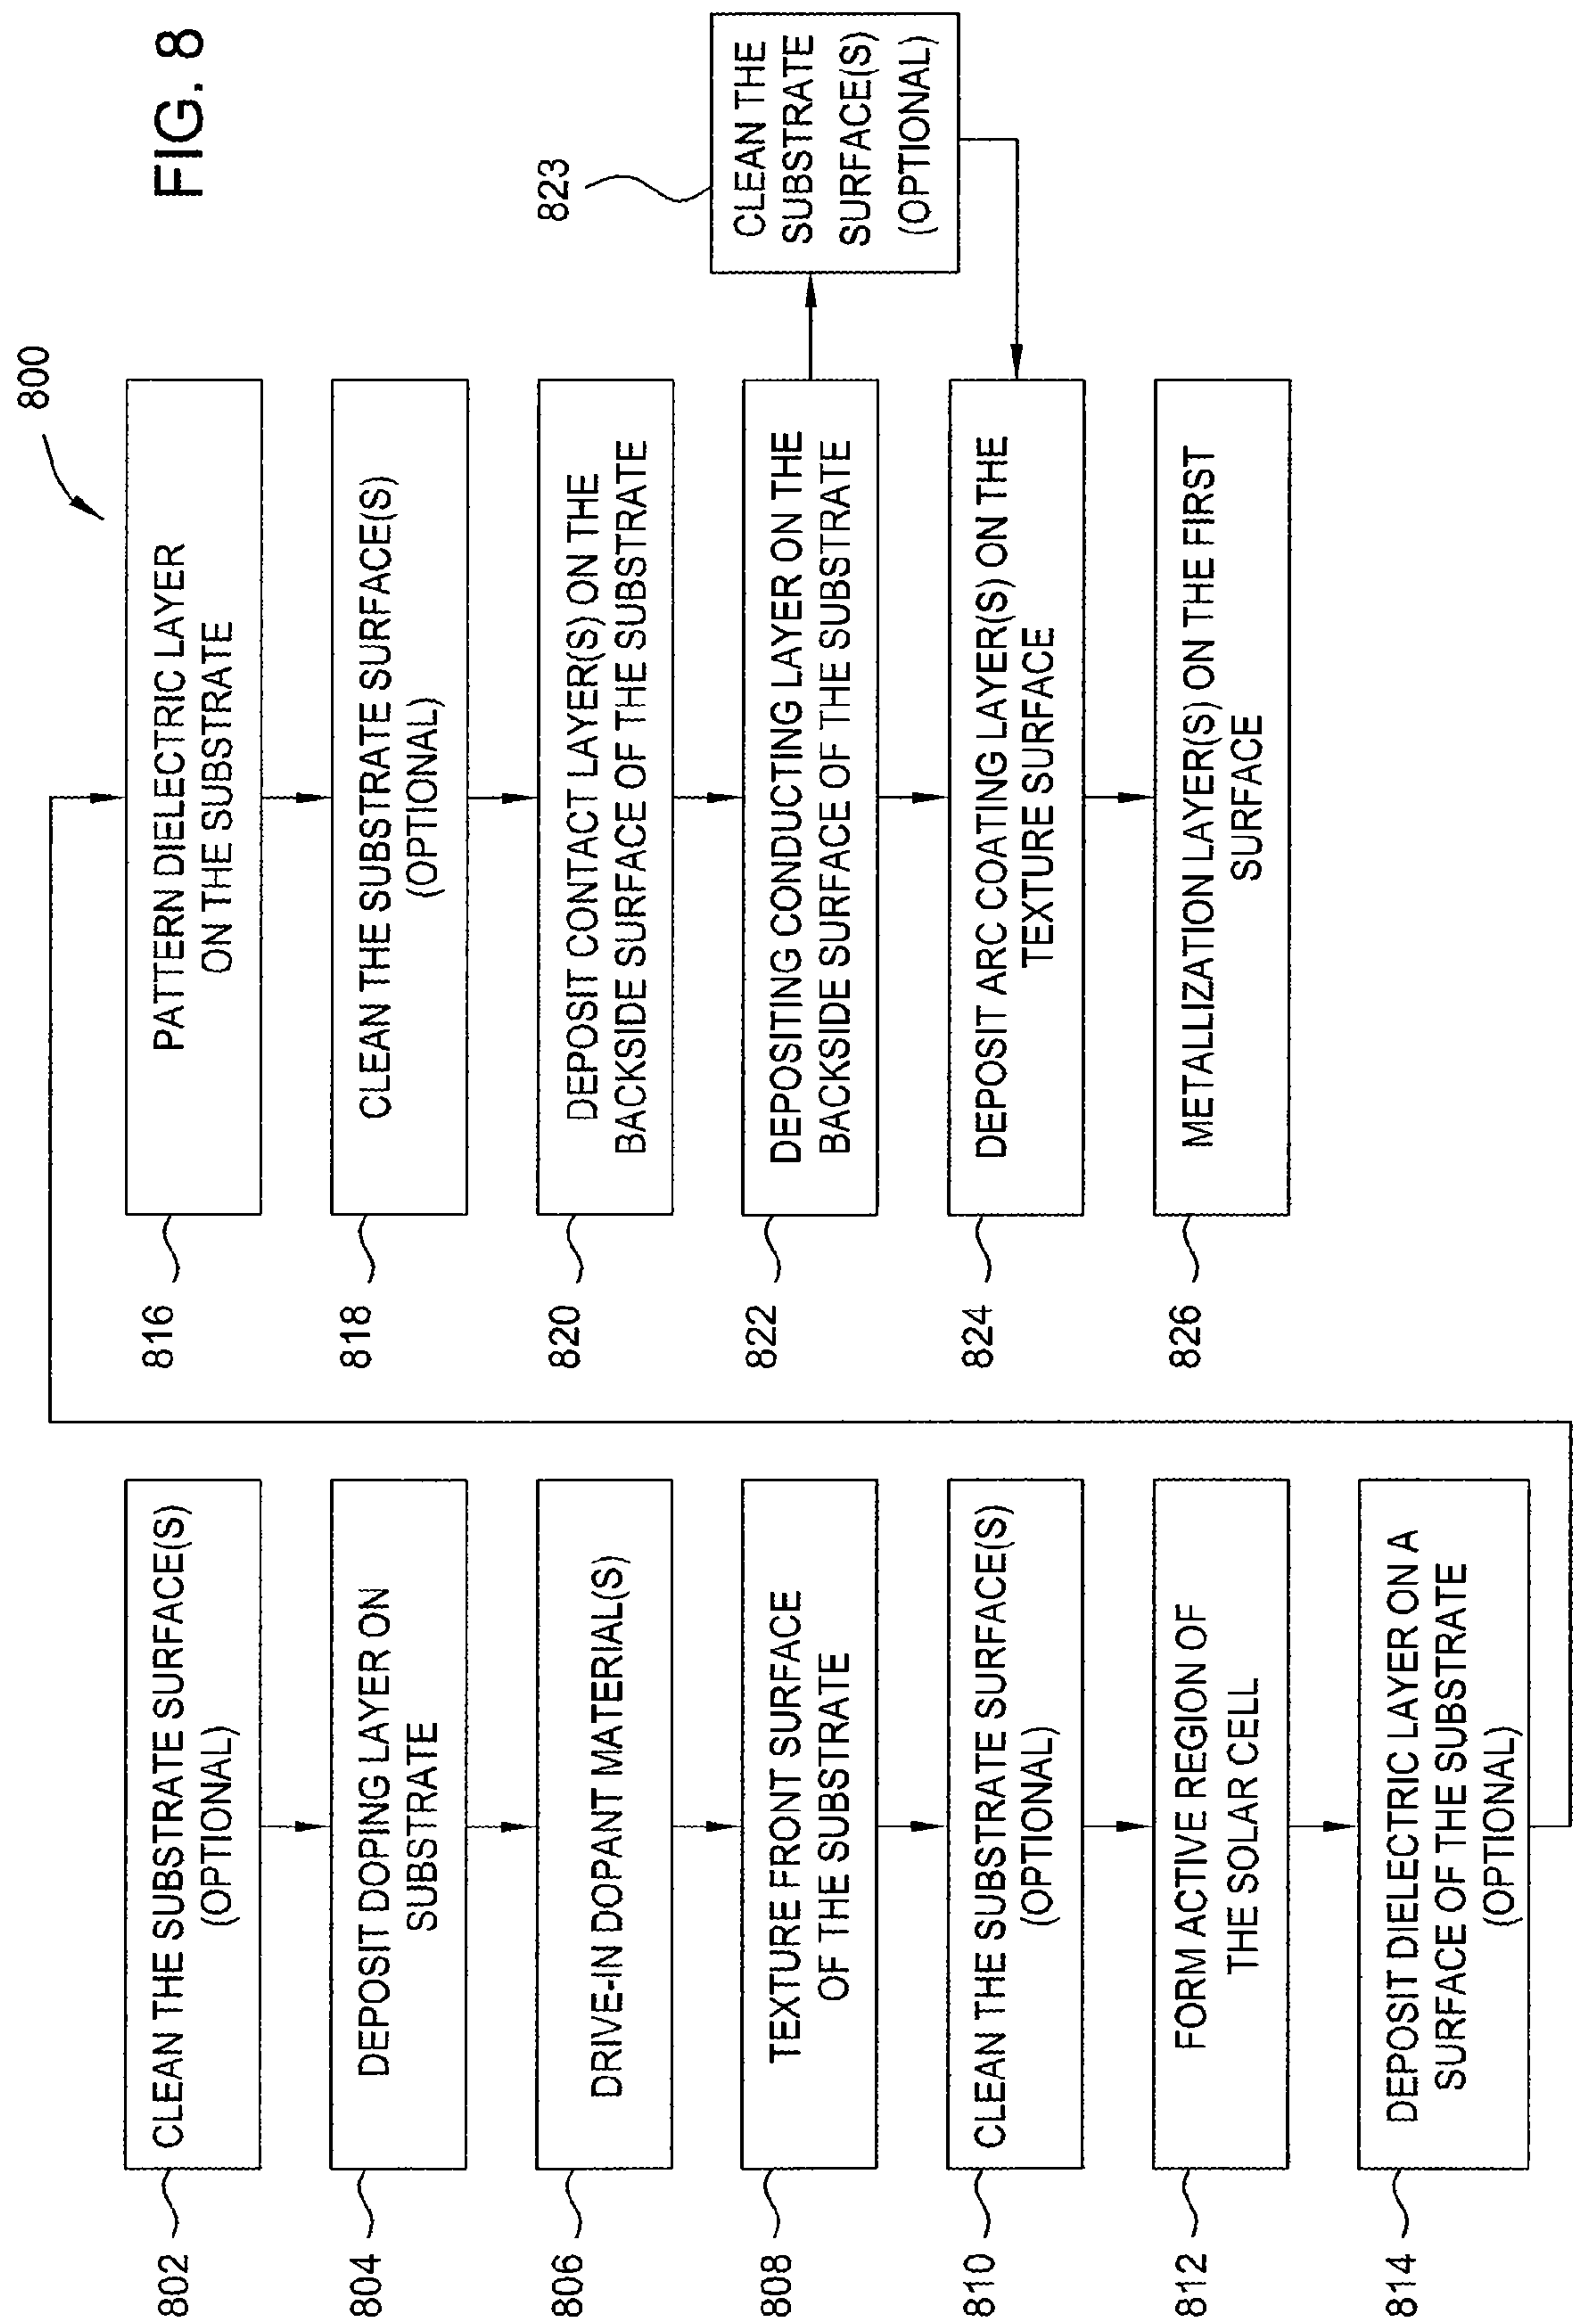 FIG. 8
800
802
CLEAN THE SUBSTRATE SURFACE(S)
(OPTIONAL)
804
DEPOSIT DOPING LAYER ON
SUBSTRATE
806
DRIVE-IN DOPANT MATERIAL(S)
808
TEXTURE FRONT SURFACE
OF THE SUBSTRATE
810
CLEAN THE SUBSTRATE SURFACE(S)
(OPTIONAL)
812
FORM ACTIVE REGION OF
THE SOLAR CELL
814
DEPOSIT DIELECTRIC LAYER ON A
SURFACE OF THE SUBSTRATE
(OPTIONAL)
816
PATTERN DIELECTRIC LAYER
ON THE SUBSTRATE
818
CLEAN THE SUBSTRATE SURFACE(S)
(OPTIONAL)
820
DEPOSIT CONTACT LAYER(S) ON THE
BACKSIDE SURFACE OF THE SUBSTRATE
822
DEPOSITING CONDUCTING LAYER ON THE
BACKSIDE SURFACE OF THE SUBSTRATE
823
CLEAN THE
SUBSTRATE
SURFACE(S)
(OPTIONAL)
824
DEPOSIT ARC COATING LAYER(S) ON THE
TEXTURE SURFACE
826
METALLIZATION LAYER(S) ON THE FIRST
SURFACE